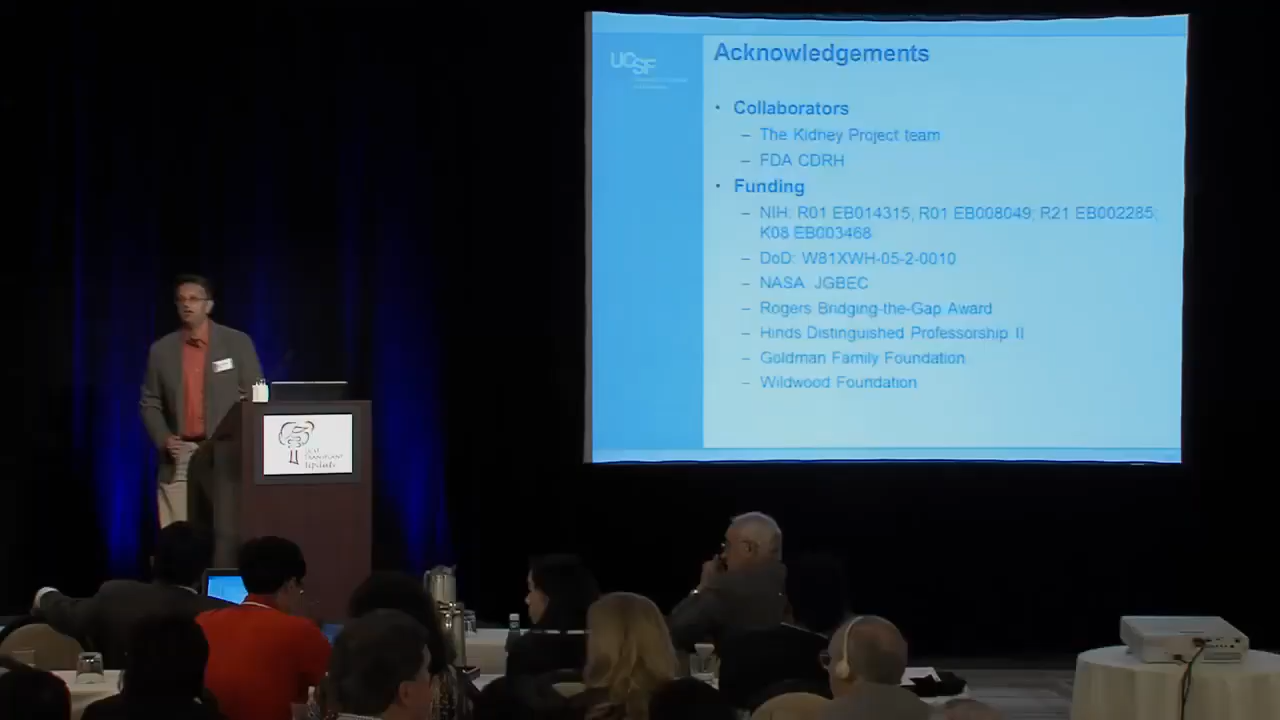 UCSF
Acknowledgements
• Collaborators
– The Kidney Project team
– FDA CDRH
• Funding
– NIH: R01 EB014315; R01 EB008049; R21 EB002285;
K08 EB003468
– DoD: W81XWH-05-2-0010
– NASA JGBEC
– Rogers Bridging-the-Gap Award
– Hinds Distinguished Professorship II
– Goldman Family Foundation
– Wildwood Foundation
TRANSPLANT
Update